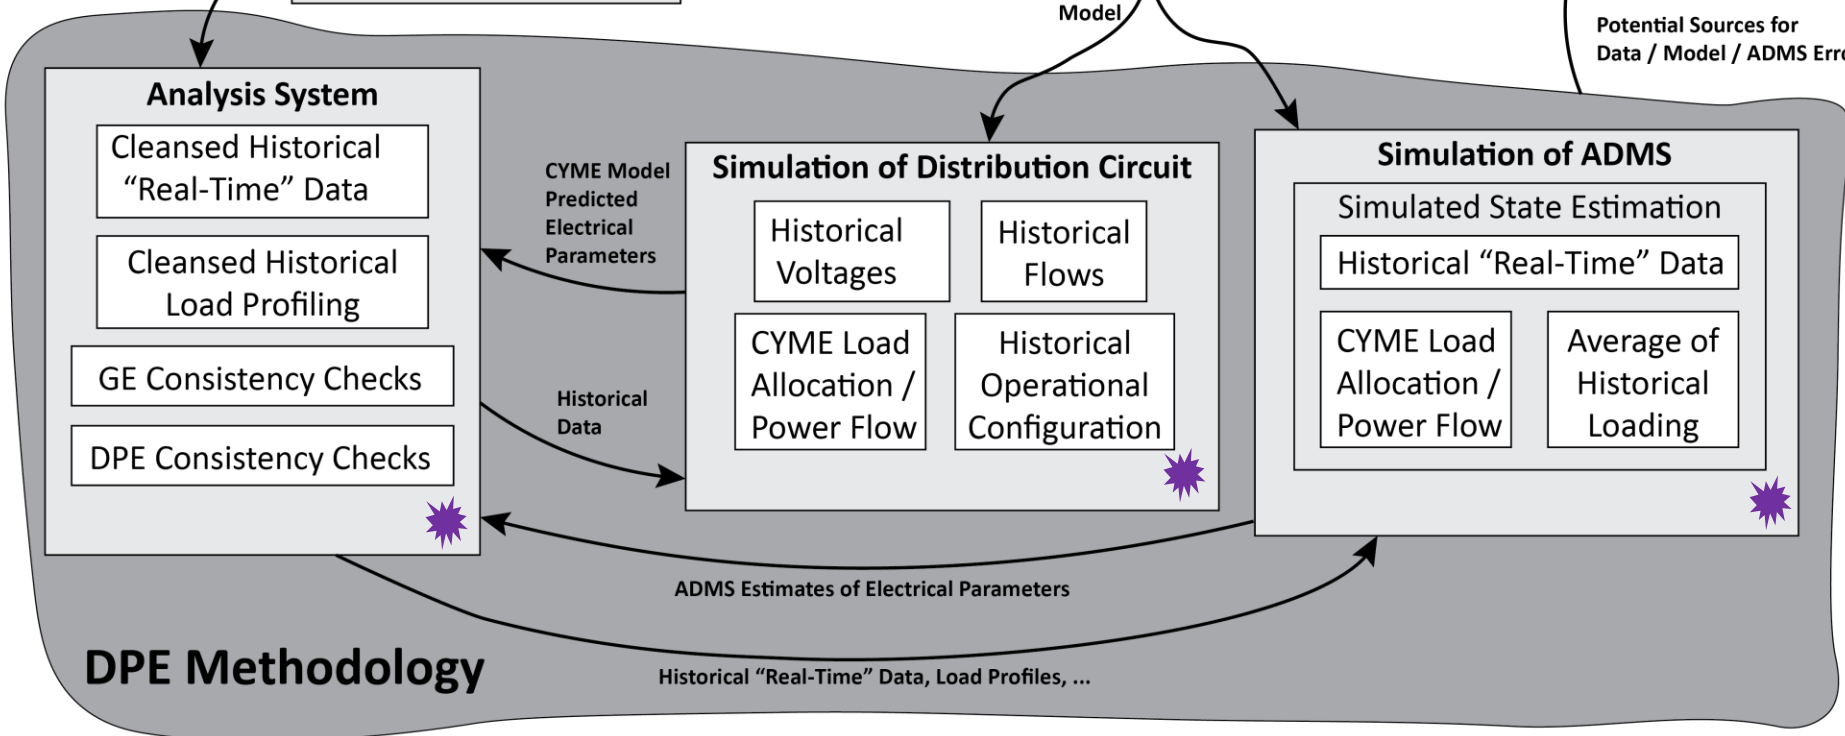 Model
Potential Sources for
Data / Model / ADMS
Analysis System
Cleansed Historical
“Real-Time” Data
Cleansed Historical
Load Profiling
GE Consistency Checks
DPE Consistency Checks
CYME Model
Predicted
Electrical
Parameters
Historical
Data
Simulation of Distribution Circuit
Historical
Voltages
Historical
Flows
CYME Load
Allocation /
Power Flow
Historical
Operational
Configuration
Simulation of ADMS
Simulated State Estimation
Historical “Real-Time” Data
CYME Load
Allocation /
Power Flow
Average of
Historical
Loading
ADMS Estimates of Electrical Parameters
DPE Methodology
Historical “Real-Time” Data, Load Profiles, ...